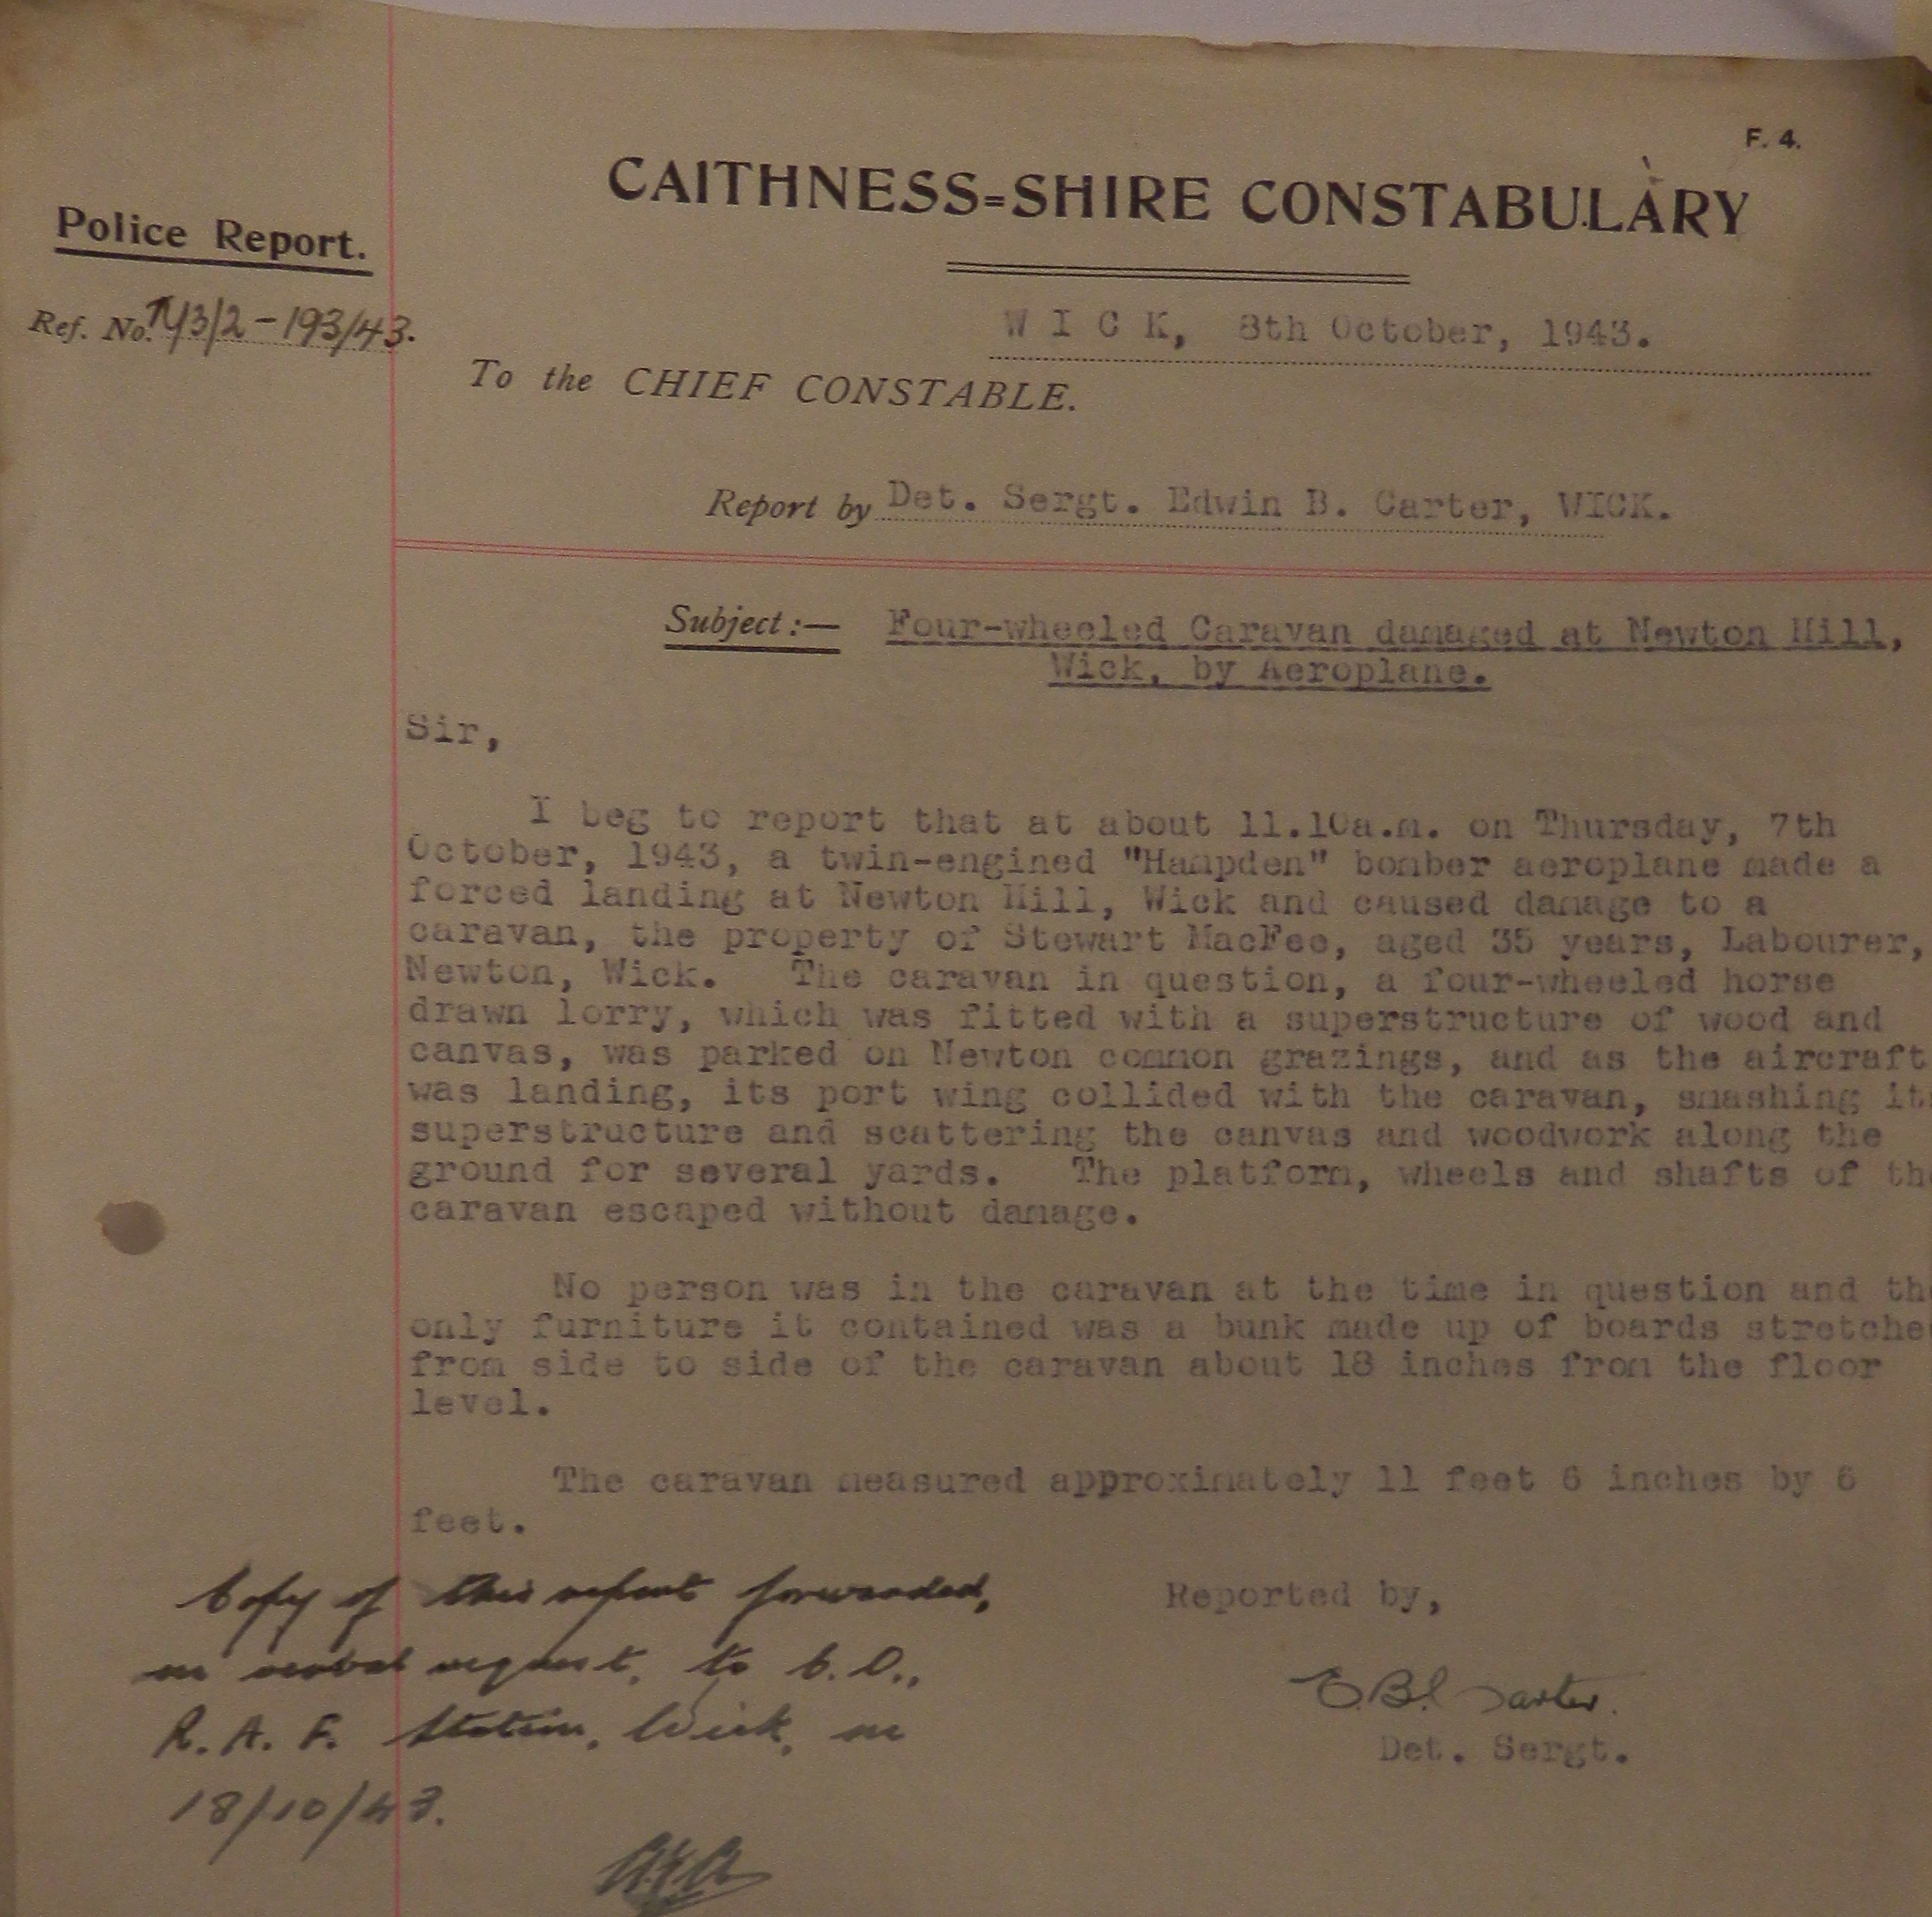 F. 4.
CAITHNESS=SHIRE CONSTABULARY
Police Report.
Ref. No. 3/2-193/43.
W I C K, 8th October, 1943.
To the CHIEF CONSTABLE.
Report by Det. Sergt. Edwin B. Carter, WICK.
Subject:— Four-wheeled Caravan damaged at Newton Hill,
Wick, by Aeroplane.
Sir,
I beg to report that at about 11.10a.m. on Thursday, 7th
October, 1943, a twin-engined "Hampden" bomber aeroplane made a
forced landing at Newton Hill, Wick and caused damage to a
caravan, the property of Stewart MacFee, aged 35 years, Labourer,
Newton, Wick. The caravan in question, a four-wheeled horse
drawn lorry, which was fitted with a superstructure of wood and
canvas, was parked on Newton common grazings, and as the aircraft
was landing, its port wing collided with the caravan, smashing it
superstructure and scattering the canvas and woodwork along the
ground for several yards. The platform, wheels and shafts of th
caravan escaped without damage.
No person was in the caravan at the time in question and th
only furniture it contained was a bunk made up of boards stretche
from side to side of the caravan about 18 inches from the floor
level.
The caravan measured approximately 11 feet 6 inches by 6
feet.
Copy of this report forwarded,
on verbal request, to C.O.,
R.A.F. Station, Wick, on
18/10/43.
Reported by,
E.B. Carter.
Det. Sergt.